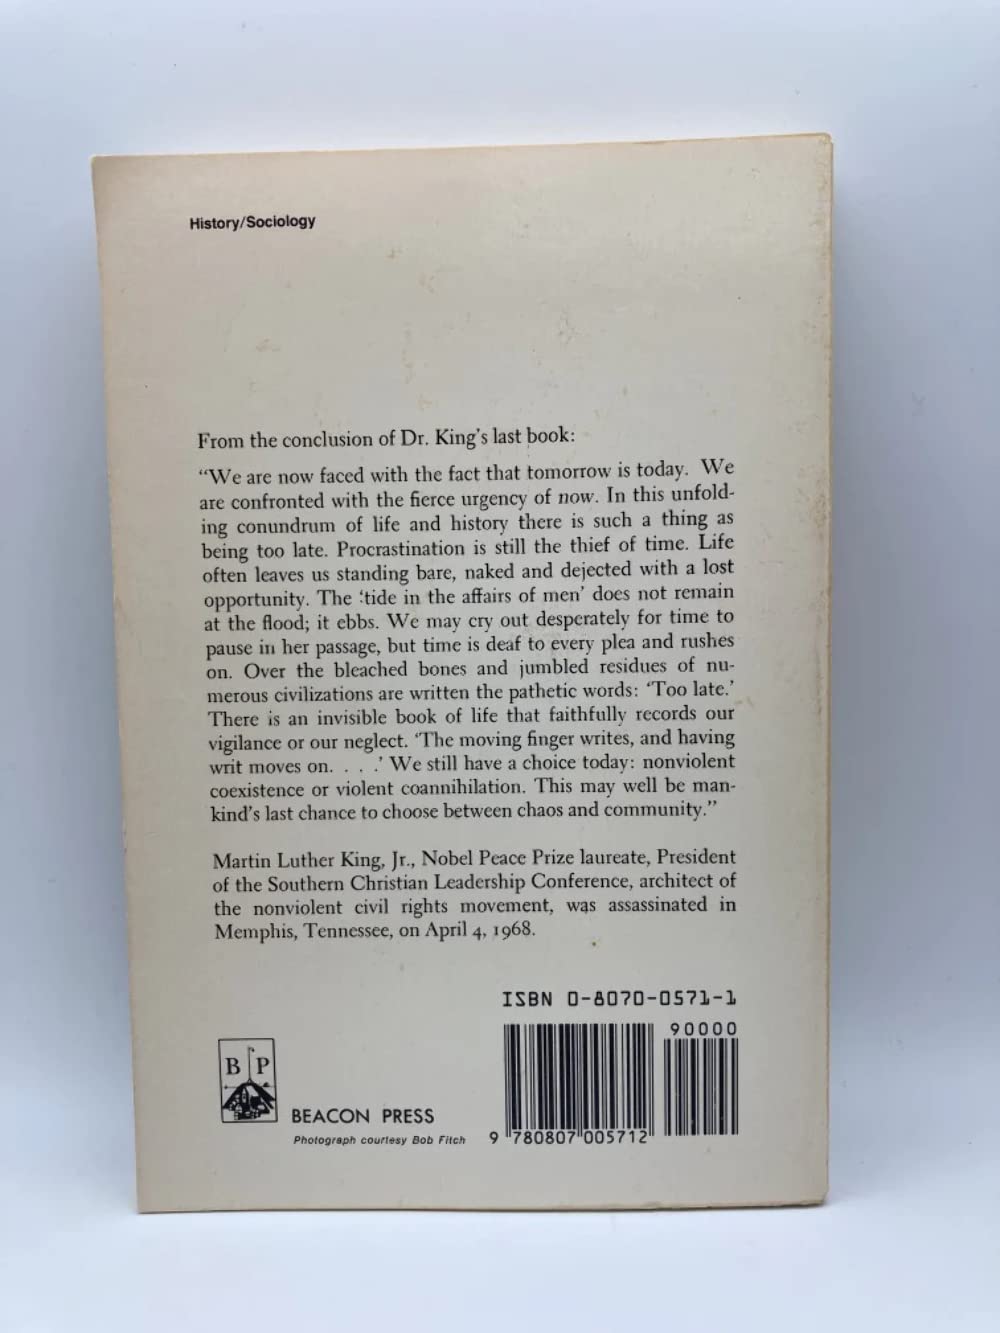 History/Sociology
From the conclusion of Dr. King's last book:
“We are now faced with the fact that tomorrow is today. We
are confronted with the fierce urgency of now. In this unfold-
ing conundrum of life and history there is such a thing as
being too late. Procrastination is still the thief of time. Life
often leaves us standing bare, naked and dejected with a lost
opportunity. The ‘tide in the affairs of men’ does not remain
at the flood; it ebbs. We may cry out desperately for time to
pause in her passage, but time is deaf to every plea and rushes
on. Over the bleached bones and jumbled residues of nu-
merous civilizations are written the pathetic words: ‘Too late.’
There is an invisible book of life that faithfully records our
vigilance or our neglect. ‘The moving finger writes, and having
writ moves on. . . .’ We still have a choice today: nonviolent
coexistence or violent coannihilation. This may well be man-
kind’s last chance to choose between chaos and community.”
Martin Luther King, Jr., Nobel Peace Prize laureate, President
of the Southern Christian Leadership Conference, architect of
the nonviolent civil rights movement, was assassinated in
Memphis, Tennessee, on April 4, 1968.
ISBN 0-8070-0571-1
90000
B P
BEACON PRESS
Photograph courtesy Bob Fitch
9 780807 005712